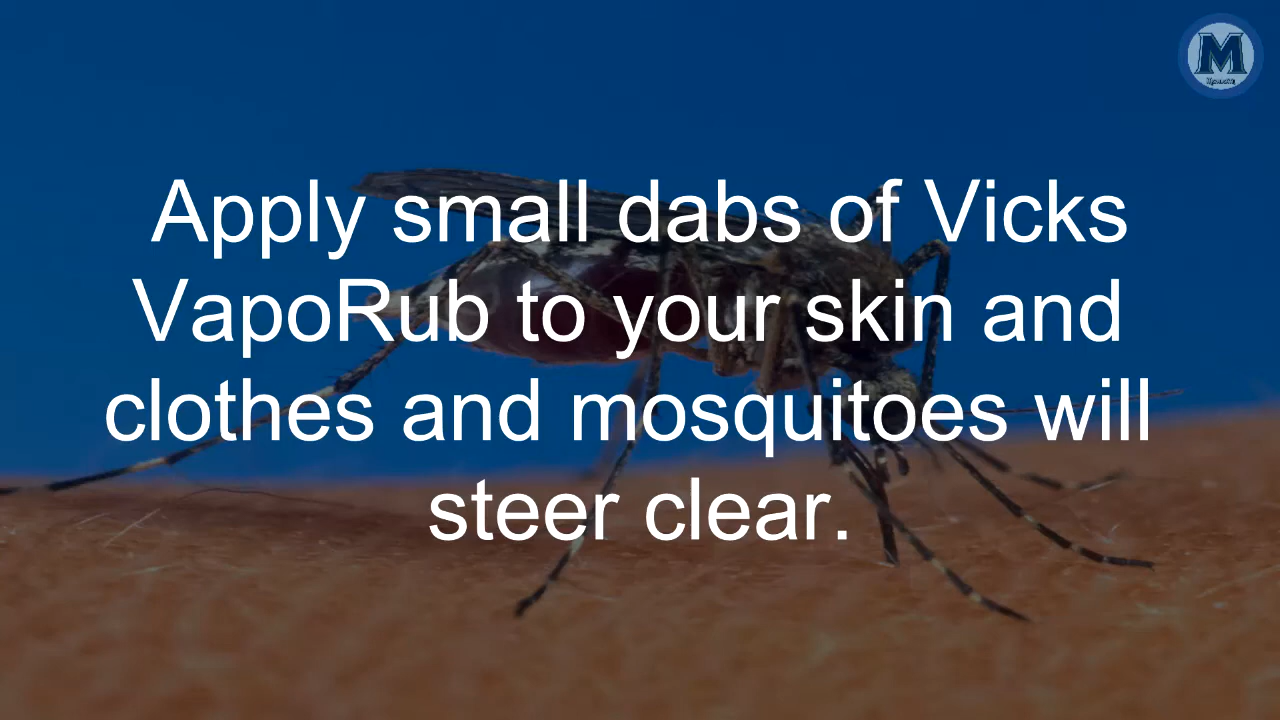 M
Apply small dabs of Vicks
VapoRub to your skin and
clothes and mosquitoes will
steer clear.